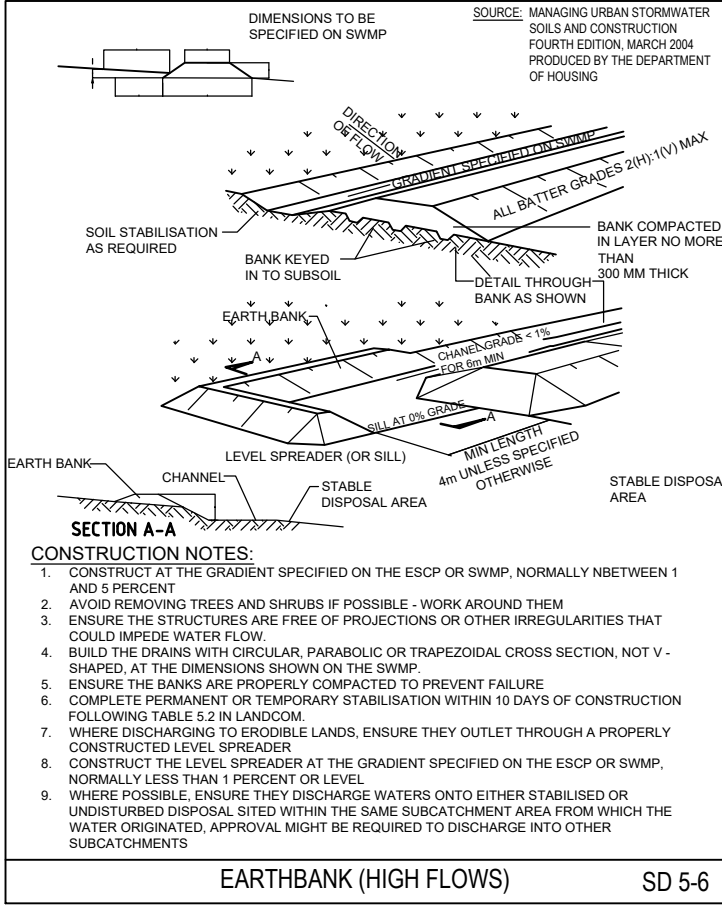 DIMENSIONS TO BE
SPECIFIED ON SWMP
SOURCE: MANAGING URBAN STORMWATER
SOILS AND CONSTRUCTION
FOURTH EDITION, MARCH 2004
PRODUCED BY THE DEPARTMENT
OF HOUSING
DIRECTION
OF FLOW
GRADIENT SPECIFIED ON SWMP
ALL BATTER GRADES 2(H):1(V) MAX
SOIL STABILISATION
AS REQUIRED
BANK KEYED
IN TO SUBSOIL
BANK COMPACTED
IN LAYER NO MORE
THAN
300 MM THICK
DETAIL THROUGH
BANK AS SHOWN
EARTH BANK
A
CHANEL GRADE < 1%
FOR 6m MIN
SILL AT 0% GRADE
A
LEVEL SPREADER (OR SILL)
MIN LENGTH
4m UNLESS SPECIFIED
OTHERWISE
STABLE DISPOSA
AREA
EARTH BANK
CHANNEL
STABLE
DISPOSAL AREA
SECTION A-A
CONSTRUCTION NOTES:
1. CONSTRUCT AT THE GRADIENT SPECIFIED ON THE ESCP OR SWMP, NORMALLY NBETWEEN 1
AND 5 PERCENT
2. AVOID REMOVING TREES AND SHRUBS IF POSSIBLE - WORK AROUND THEM
3. ENSURE THE STRUCTURES ARE FREE OF PROJECTIONS OR OTHER IRREGULARITIES THAT
COULD IMPEDE WATER FLOW.
4. BUILD THE DRAINS WITH CIRCULAR, PARABOLIC OR TRAPEZOIDAL CROSS SECTION, NOT V -
SHAPED, AT THE DIMENSIONS SHOWN ON THE SWMP.
5. ENSURE THE BANKS ARE PROPERLY COMPACTED TO PREVENT FAILURE
6. COMPLETE PERMANENT OR TEMPORARY STABILISATION WITHIN 10 DAYS OF CONSTRUCTION
FOLLOWING TABLE 5.2 IN LANDCOM.
7. WHERE DISCHARGING TO ERODIBLE LANDS, ENSURE THEY OUTLET THROUGH A PROPERLY
CONSTRUCTED LEVEL SPREADER
8. CONSTRUCT THE LEVEL SPREADER AT THE GRADIENT SPECIFIED ON THE ESCP OR SWMP,
NORMALLY LESS THAN 1 PERCENT OR LEVEL
9. WHERE POSSIBLE, ENSURE THEY DISCHARGE WATERS ONTO EITHER STABILISED OR
UNDISTURBED DISPOSAL SITED WITHIN THE SAME SUBCATCHMENT AREA FROM WHICH THE
WATER ORIGINATED, APPROVAL MIGHT BE REQUIRED TO DISCHARGE INTO OTHER
SUBCATCHMENTS
EARTHBANK (HIGH FLOWS)
SD 5-6